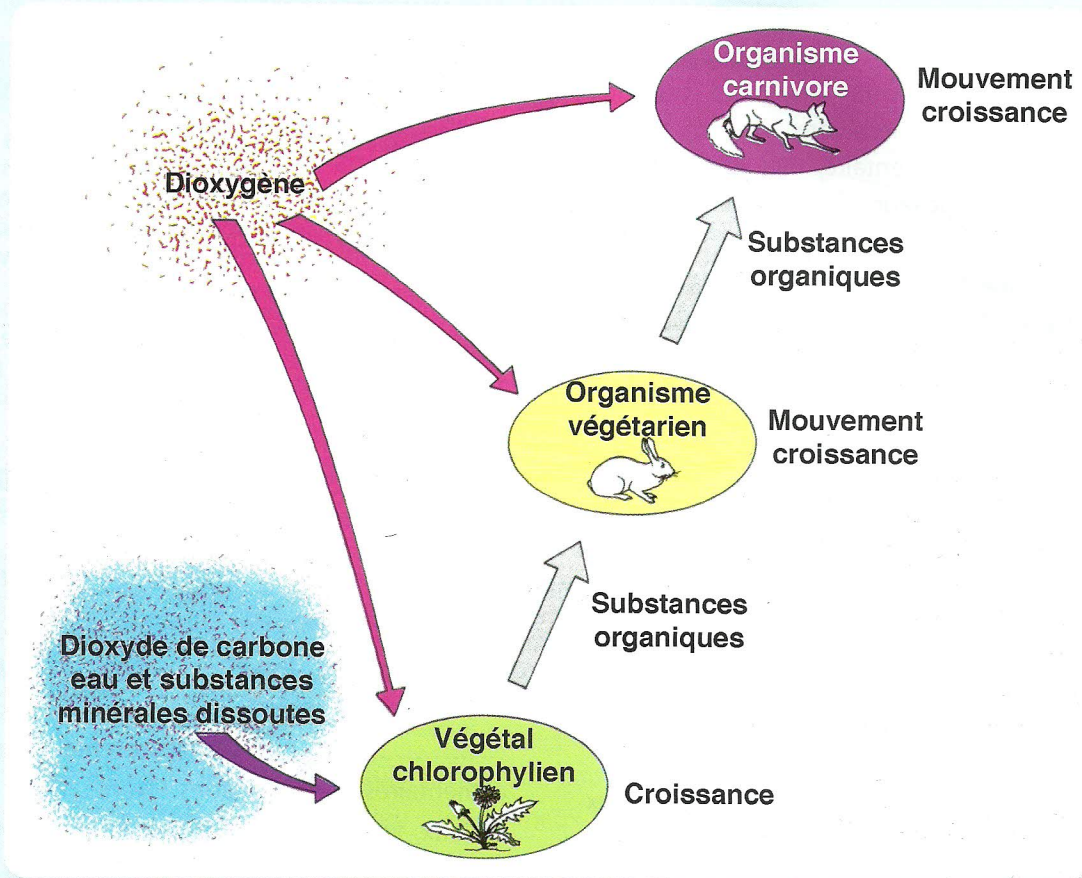 Organisme
carnivore
Mouvement
croissance
Dioxygène
Substances
organiques
Organisme
végétarien
Mouvement
croissance
Substances
organiques
Dioxyde de carbone
eau et substances
minérales dissoutes
Végétal
chlorophylien
Croissance